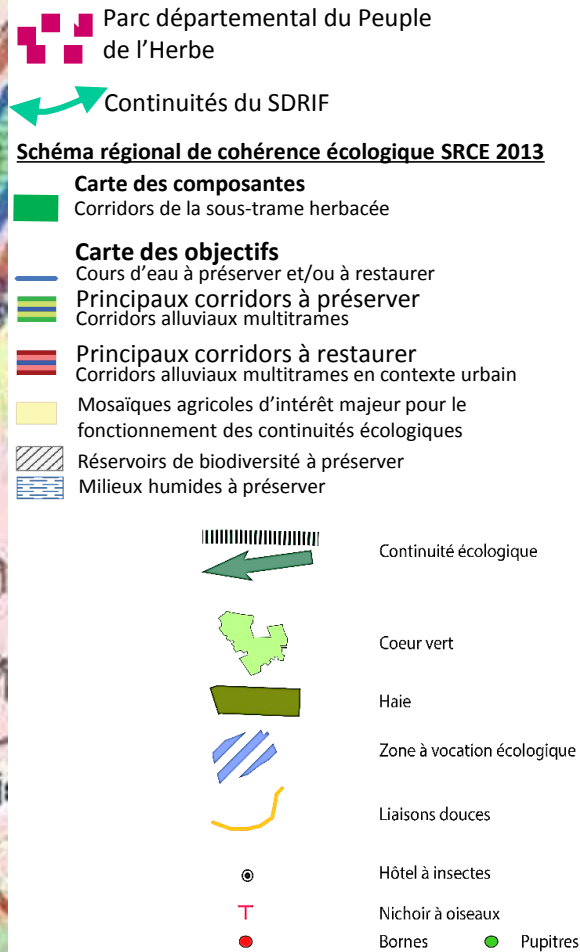 Parc départemental du Peuple
de l'Herbe
Continuités du SDRIF
Schéma régional de cohérence écologique SRCE 2013
Carte des composantes
Corridors de la sous-trame herbacée
Carte des objectifs
Cours d'eau à préserver et/ou à restaurer
Principaux corridors à préserver
Corridors alluviaux multitrames
Principaux corridors à restaurer
Corridors alluviaux multitrames en contexte urbain
Mosaïques agricoles d'intérêt majeur pour le
fonctionnement des continuités écologiques
Réservoirs de biodiversité à préserver
Milieux humides à préserver
Continuité écologique
Coeur vert
Haie
Zone à vocation écologique
Liaisons douces
Hôtel à insectes
Nichoir à oiseaux
Bornes Pupitres